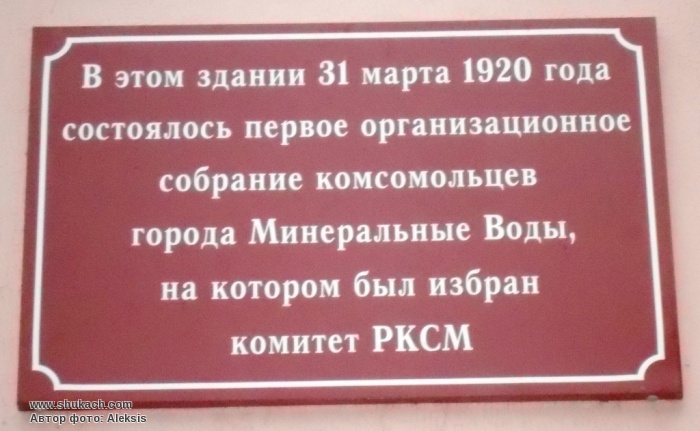 В этом здании 31 марта 1920 года
состоялось первое организационное
собрание комсомольцев
города Минеральные Воды,
на котором был избран
комитет РКСМ
www.shukach.com
Автор фото: Aleksis